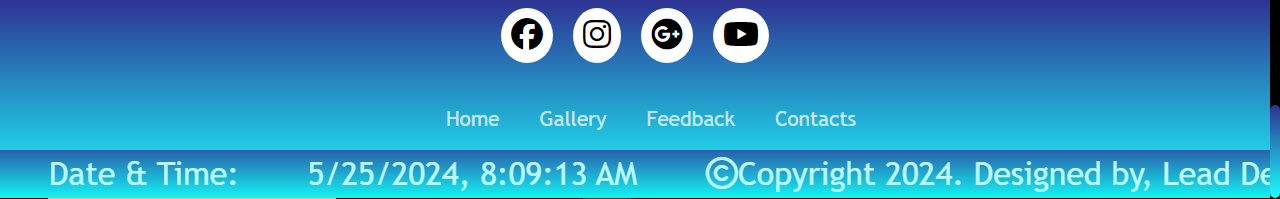 Home Gallery Feedback Contacts
Date & Time: 5/25/2024, 8:09:13 AM ©Copyright 2024. Designed by, Lead